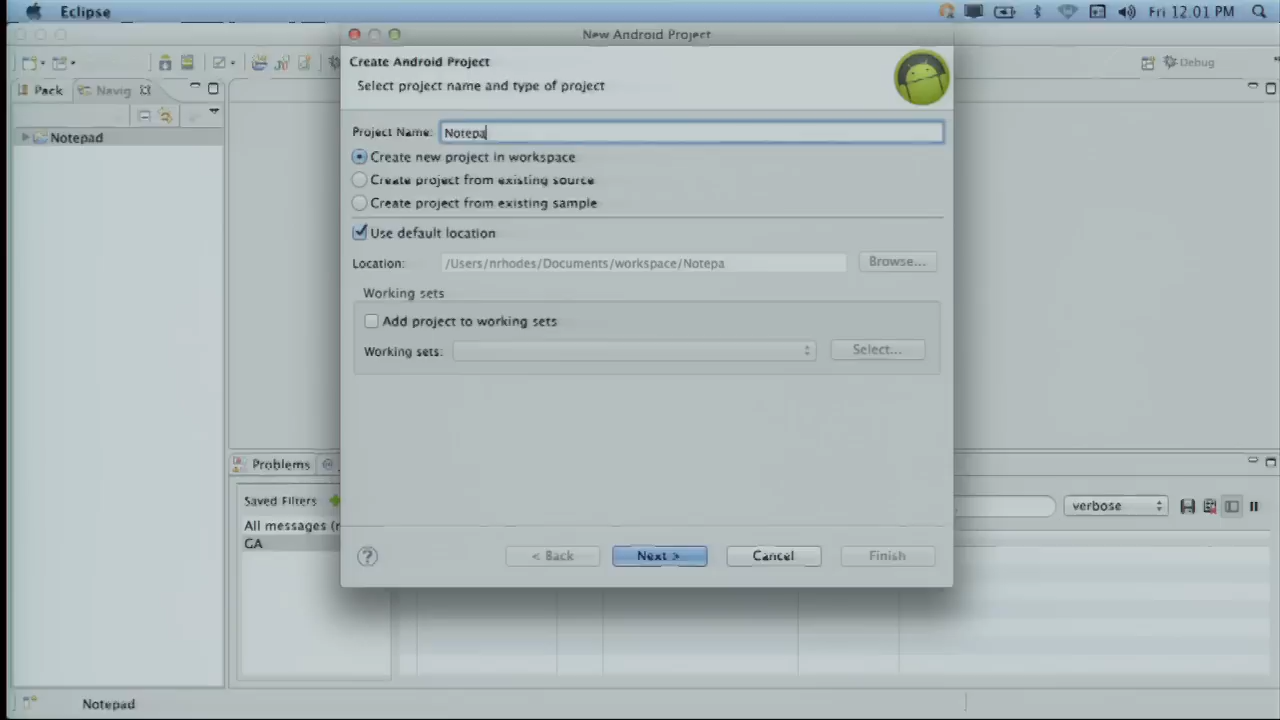 Eclipse
Fri 12.01 PM
New Android Project
Debug
Pack
Navig
Create Android Project
Select project name and type of project
Notepad
Project Name: Notepa
Create new project in workspace
Create project from existing source
Create project from existing sample
Use default location
Location: /Users/nrhodes/Documents/workspace/Notepa
Browse...
Working sets
Add project to working sets
Working sets:
Select...
Problems
Saved Filters
All messages (
GA
verbose
?
< Back
Next >
Cancel
Finish
Notepad